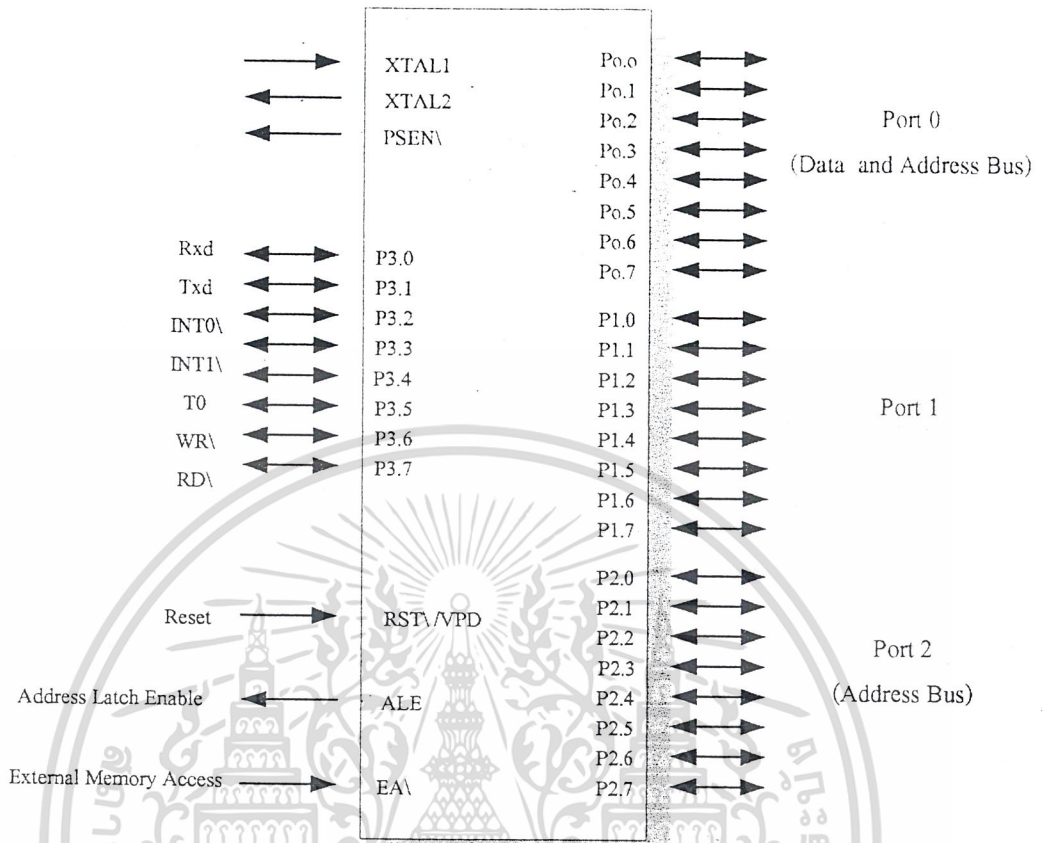 XTAL1
XTAL2
PSEN\
Rxd
Txd
INT0\
INT1\
T0
WR\
RD\
P3.0
P3.1
P3.2
P3.3
P3.4
P3.5
P3.6
P3.7
Reset
RST\ /VPD
Address Latch Enable
ALE
External Memory Access
EA\
Po.o
Po.1
Po.2
Po.3
Po.4
Po.5
Po.6
Po.7
Port 0
(Data and Address Bus)
P1.0
P1.1
P1.2
P1.3
P1.4
P1.5
P1.6
P1.7
Port 1
P2.0
P2.1
P2.2
P2.3
P2.4
P2.5
P2.6
P2.7
Port 2
(Address Bus)